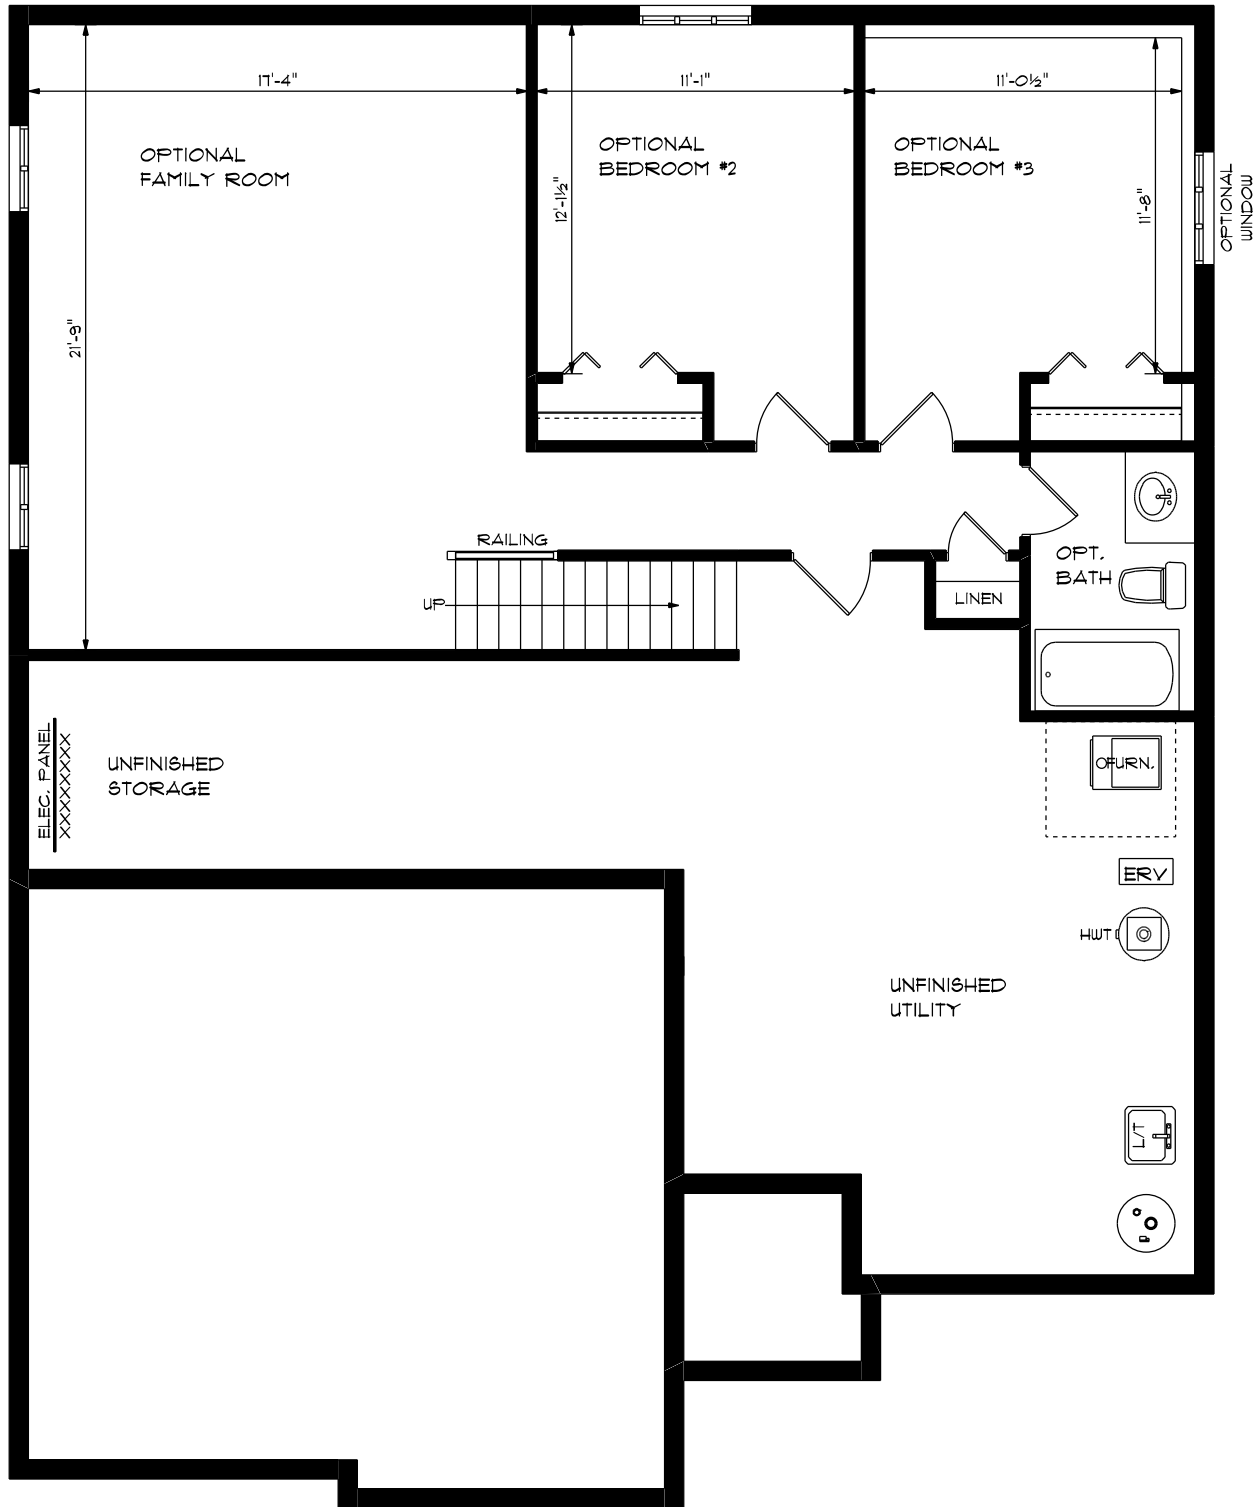 17'-4"
11'-1"
11'-0½"
OPTIONAL
FAMILY ROOM
OPTIONAL
BEDROOM #2
OPTIONAL
BEDROOM #3
12'-1½"
11'-8"
OPTIONAL
WINDOW
21'-9"
RAILING
UP
OPT.
BATH
LINEN
ELEC. PANEL
XXXXXXXXX
UNFINISHED
STORAGE
FURN.
ERV
HWT
UNFINISHED
UTILITY
L/T